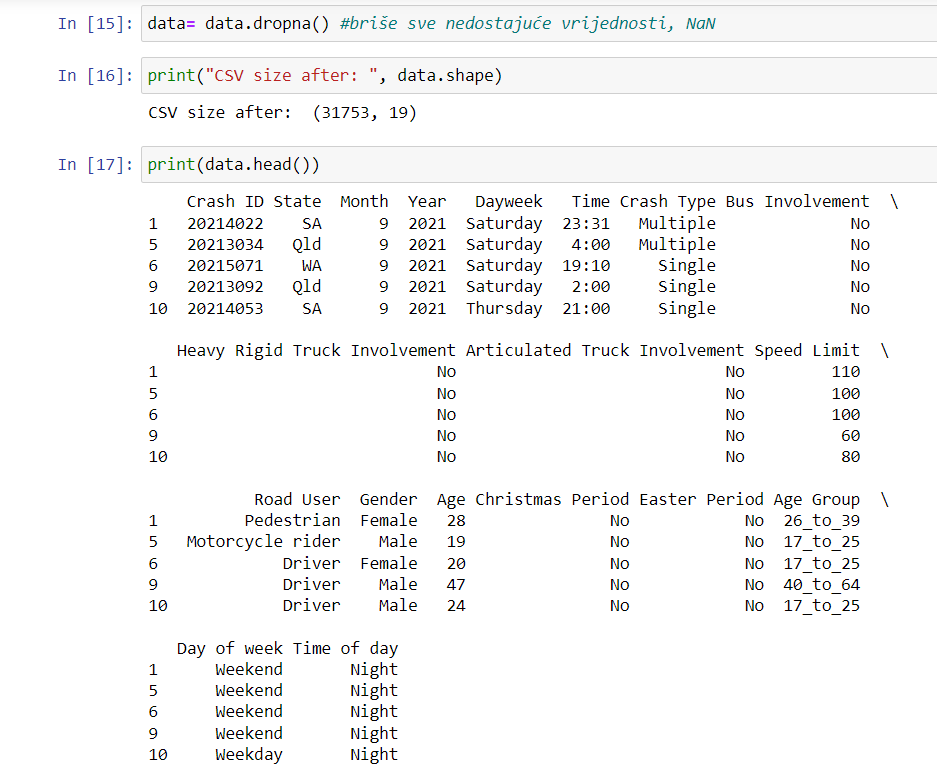 In [15]: data= data.dropna() #briše sve nedostajuće vrijednosti, NaN
In [16]: print("CSV size after: ", data.shape)
CSV size after:  (31753, 19)
In [17]: print(data.head())
Crash ID State  Month  Year   Dayweek   Time Crash Type Bus Involvement  \
1   20214022    SA      9  2021  Saturday  23:31   Multiple              No
5   20213034   Qld      9  2021  Saturday   4:00   Multiple              No
6   20215071    WA      9  2021  Saturday  19:10     Single              No
9   20213092   Qld      9  2021  Saturday   2:00     Single              No
10  20214053    SA      9  2021  Thursday  21:00     Single              No
Heavy Rigid Truck Involvement Articulated Truck Involvement Speed Limit  \
1                             No                            No         110
5                             No                            No         100
6                             No                            No         100
9                             No                            No          60
10                            No                            No          80
Road User  Gender  Age Christmas Period Easter Period Age Group  \
1          Pedestrian  Female   28               No            No  26_to_39
5    Motorcycle rider    Male   19               No            No  17_to_25
6              Driver  Female   20               No            No  17_to_25
9              Driver    Male   47               No            No  40_to_64
10             Driver    Male   24               No            No  17_to_25
Day of week Time of day
1       Weekend       Night
5       Weekend       Night
6       Weekend       Night
9       Weekend       Night
10      Weekday       Night